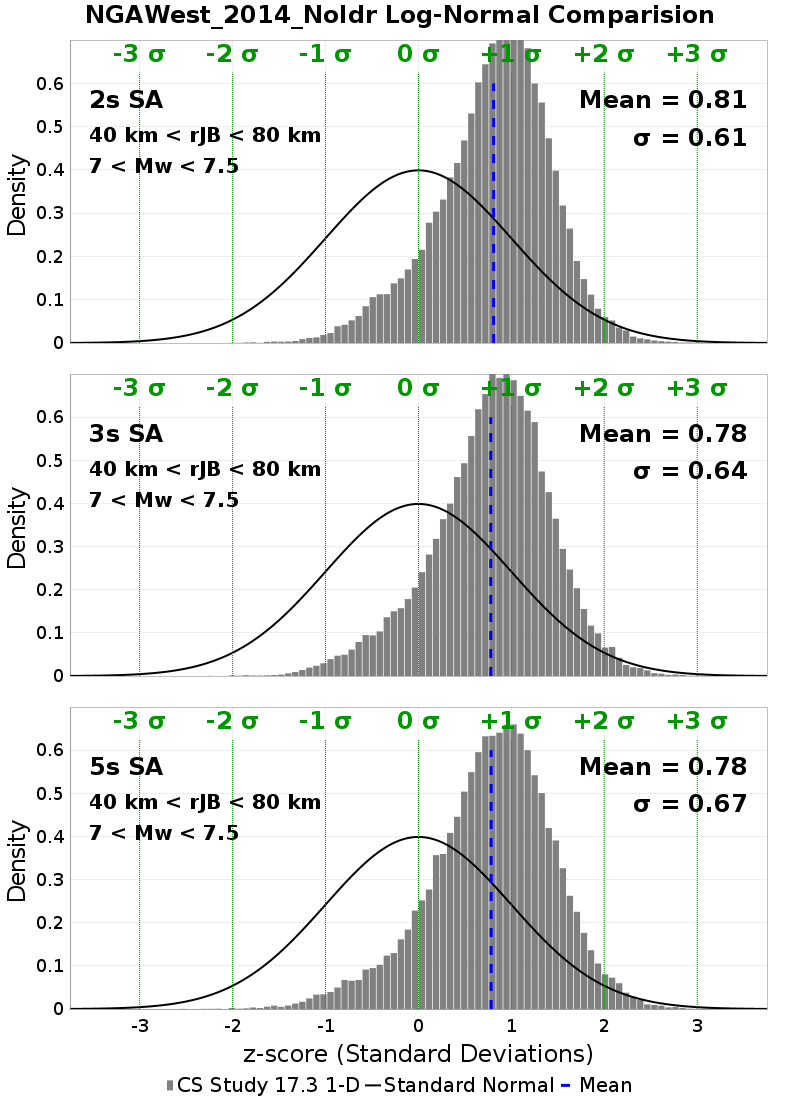 NGAWest_2014_NoIdr Log-Normal Comparision
-3 σ -2 σ -1 σ 0 σ +1 σ +2 σ +3 σ
2s SA Mean = 0.81
40 km < rJB < 80 km σ = 0.61
7 < Mw < 7.5
Density
0.6
0.5
0.4
0.3
0.2
0.1
0
-3 σ -2 σ -1 σ 0 σ +1 σ +2 σ +3 σ
3s SA Mean = 0.78
40 km < rJB < 80 km σ = 0.64
7 < Mw < 7.5
Density
0.6
0.5
0.4
0.3
0.2
0.1
0
-3 σ -2 σ -1 σ 0 σ +1 σ +2 σ +3 σ
5s SA Mean = 0.78
40 km < rJB < 80 km σ = 0.67
7 < Mw < 7.5
Density
0.6
0.5
0.4
0.3
0.2
0.1
0
-3 -2 -1 0 1 2 3
z-score (Standard Deviations)
CS Study 17.3 1-D Standard Normal Mean